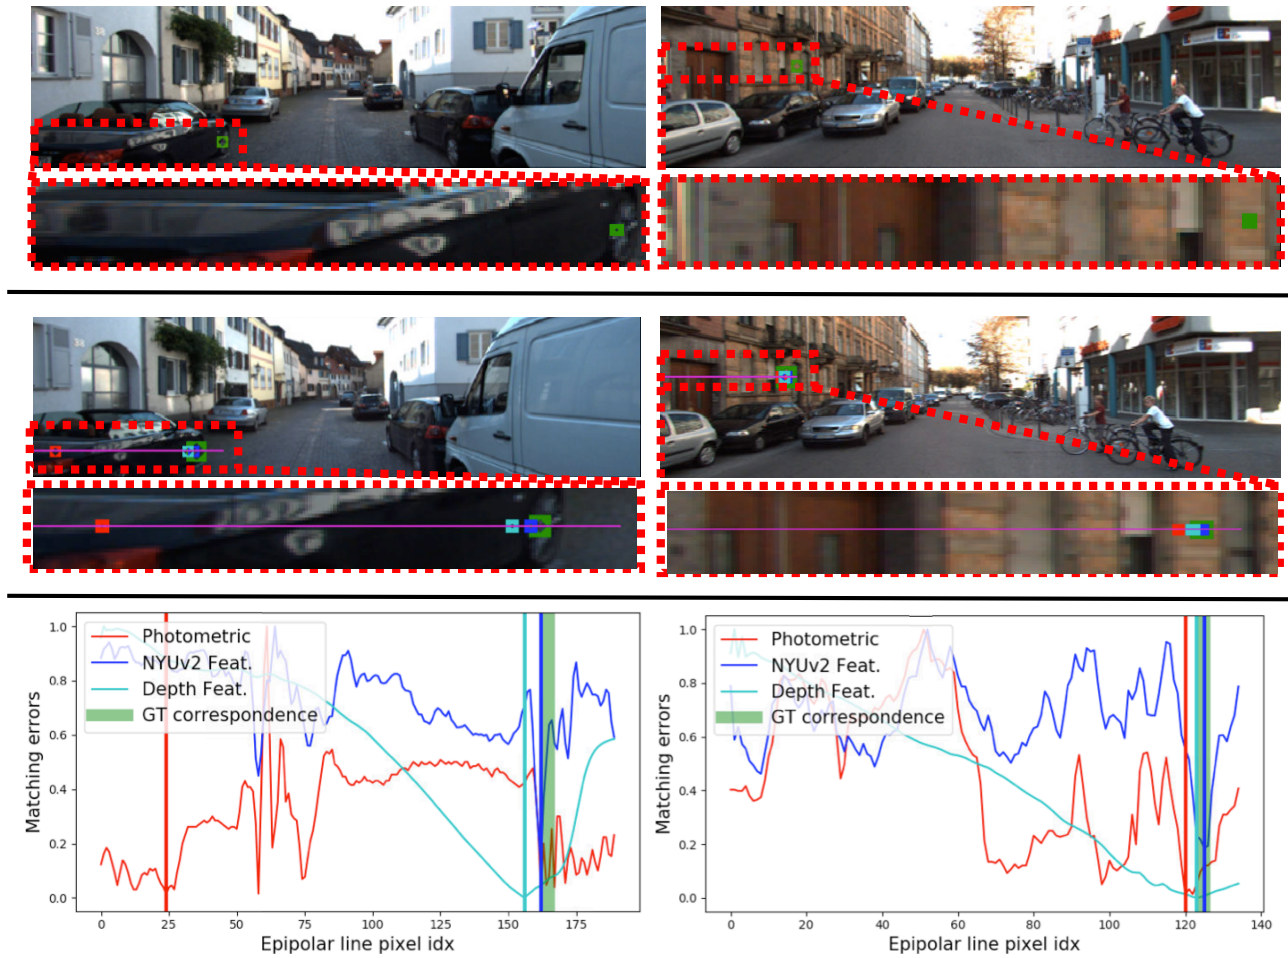 38
38
1.0
0.8
0.6
0.4
0.2
0.0
Matching errors
Photometric
NYUv2 Feat.
Depth Feat.
GT correspondence
0 25 50 75 100 125 150 175
Epipolar line pixel idx
1.0
0.8
0.6
0.4
0.2
0.0
Matching errors
Photometric
NYUv2 Feat.
Depth Feat.
GT correspondence
0 20 40 60 80 100 120 140
Epipolar line pixel idx